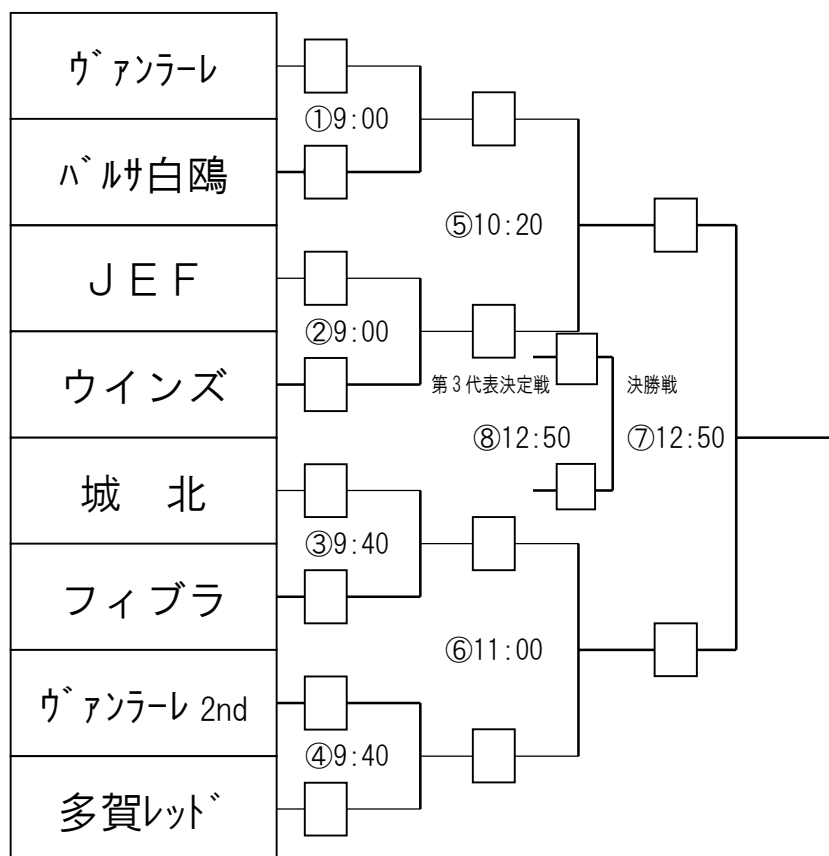 ヴァンラーレ
①9:00
バルサ白鴎
⑤10:20
ＪＥＦ
②9:00
ウインズ
第3代表決定戦
決勝戦
⑧12:50
⑦12:50
城　北
③9:40
フィブラ
⑥11:00
ヴァンラーレ 2nd
④9:40
多賀レッド